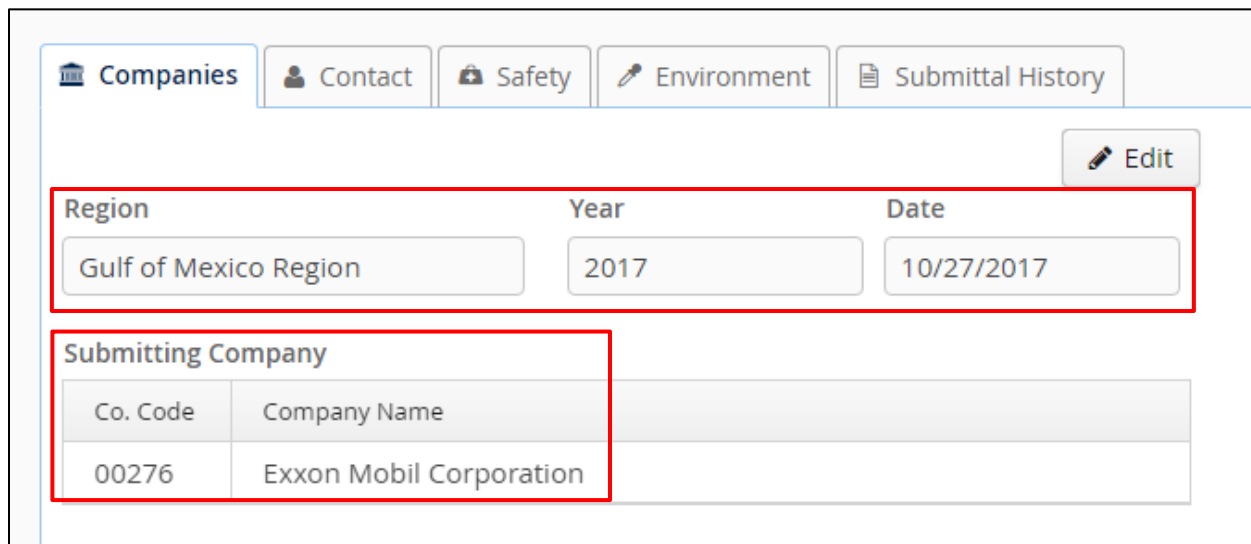 Companies Contact Safety Environment Submittal History
Edit
Region Year Date
Gulf of Mexico Region 2017 10/27/2017
Submitting Company
Co. Code Company Name
00276 Exxon Mobil Corporation